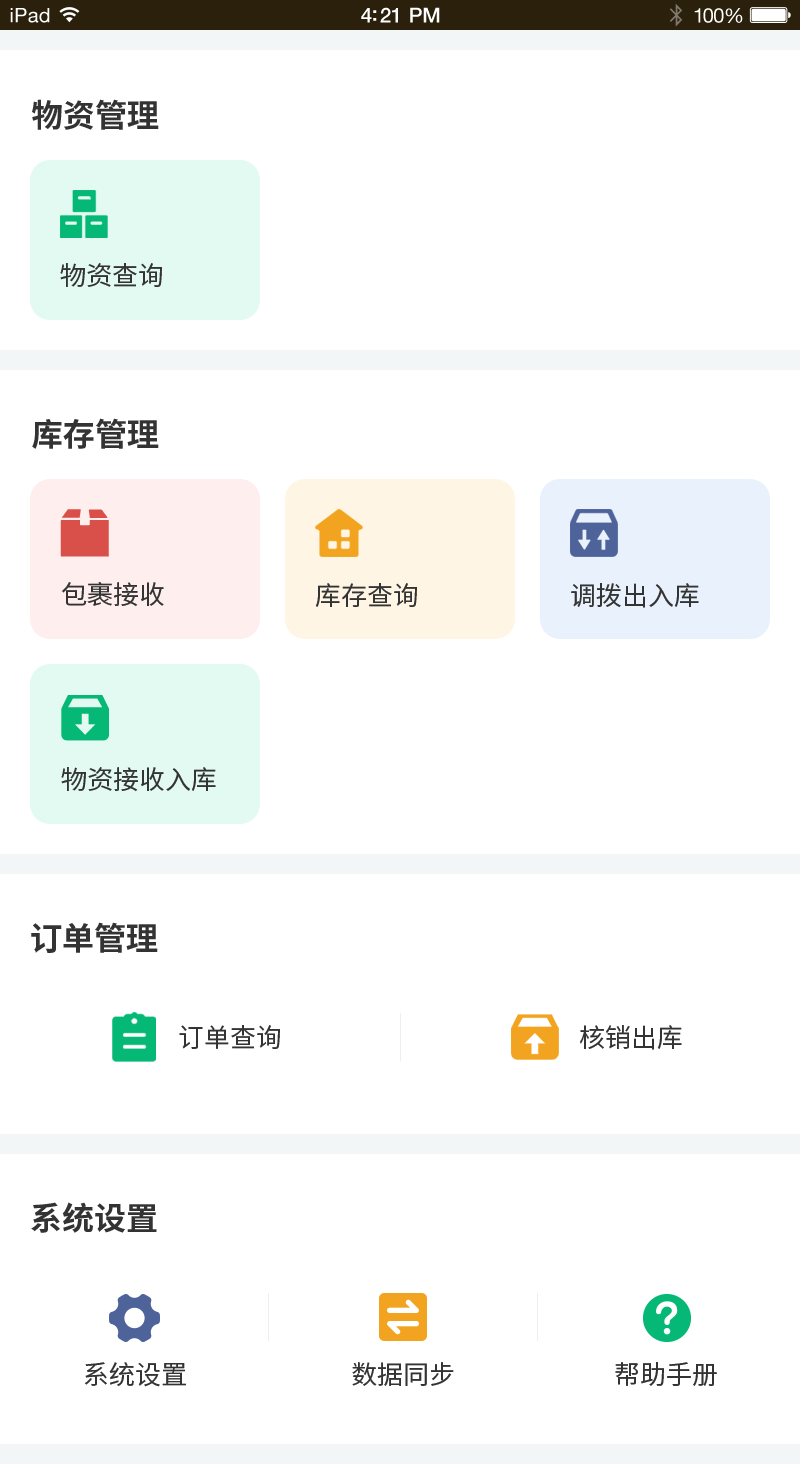 iPad 4:21 PM 100%
物资管理
物资查询
库存管理
包裹接收 库存查询 调拨出入库
物资接收入库
订单管理
订单查询 核销出库
系统设置
系统设置 数据同步 帮助手册